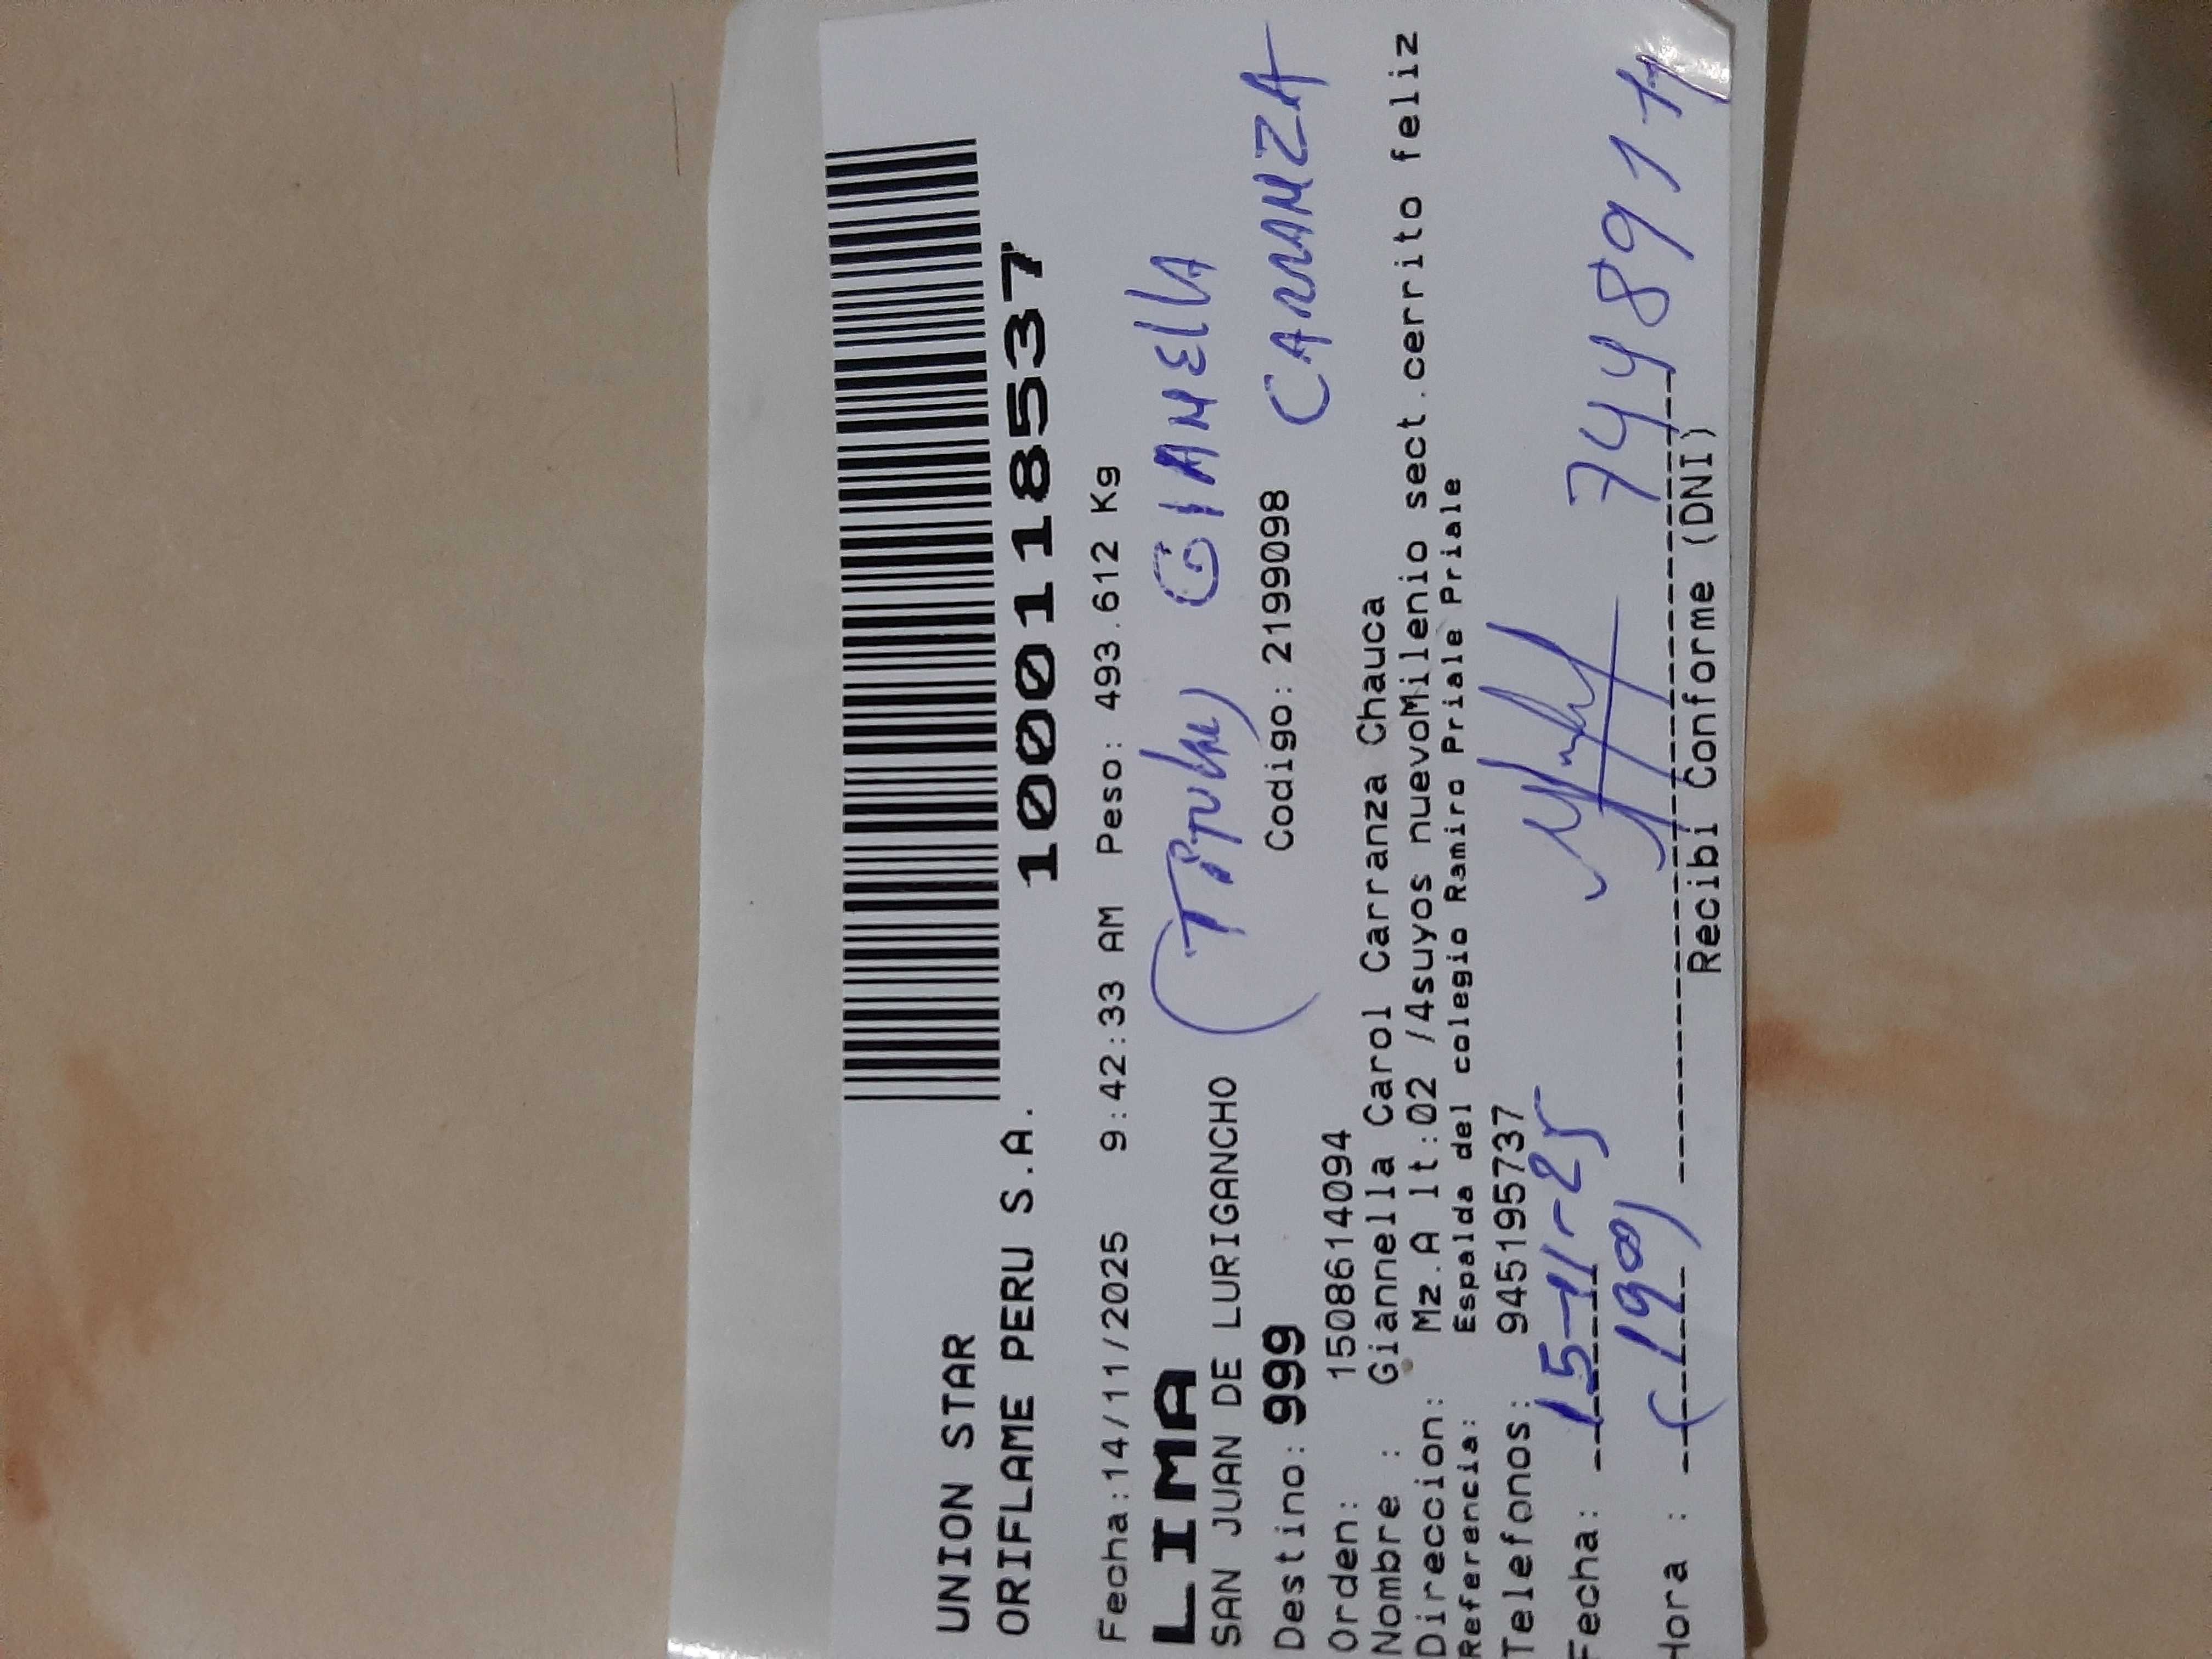 UNION STAR
ORIFLAME PERU S.A.
1000118537
Fecha:14/11/2025 9:42:33 AM Peso: 493.612 Kg
LIMA
(Titular) GIANELLA
SAN JUAN DE LURIGANCHO
Destino: 999 Codigo: 2199098 CARRANZA
Orden: 1508614094
Nombre : Giannella Carol Carranza Chauca
Direccion: Mz.A lt:02 /4suyos nuevoMilenio sect.cerrito feliz
Referencia: Espalda del colegio Ramiro Priale Priale
Telefonos: 945195737
Fecha: 15-11-25
Hora :
Recibi Conforme (DNI)